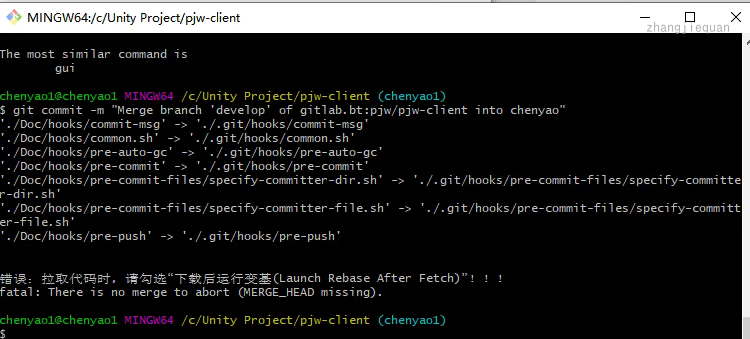 MINGW64:/c/Unity Project/pjw-client
zhangjiequan
The most similar command is
gui
chenyao1@chenyao1 MINGW64 /c/Unity Project/pjw-client (chenyao1)
$ git commit -m "Merge branch 'develop' of gitlab.bt:pjw/pjw-client into chenyao"
'./Doc/hooks/commit-msg' -> './.git/hooks/commit-msg'
'./Doc/hooks/common.sh' -> './.git/hooks/common.sh'
'./Doc/hooks/pre-auto-gc' -> './.git/hooks/pre-auto-gc'
'./Doc/hooks/pre-commit' -> './.git/hooks/pre-commit'
'./Doc/hooks/pre-commit-files/specify-committer-dir.sh' -> './.git/hooks/pre-commit-files/specify-committe
r-dir.sh'
'./Doc/hooks/pre-commit-files/specify-committer-file.sh' -> './.git/hooks/pre-commit-files/specify-committ
er-file.sh'
'./Doc/hooks/pre-push' -> './.git/hooks/pre-push'
错误: 拉取代码时, 请勾选“下载后运行变基(Launch Rebase After Fetch)”! ! !
fatal: There is no merge to abort (MERGE_HEAD missing).
chenyao1@chenyao1 MINGW64 /c/Unity Project/pjw-client (chenyao1)
$